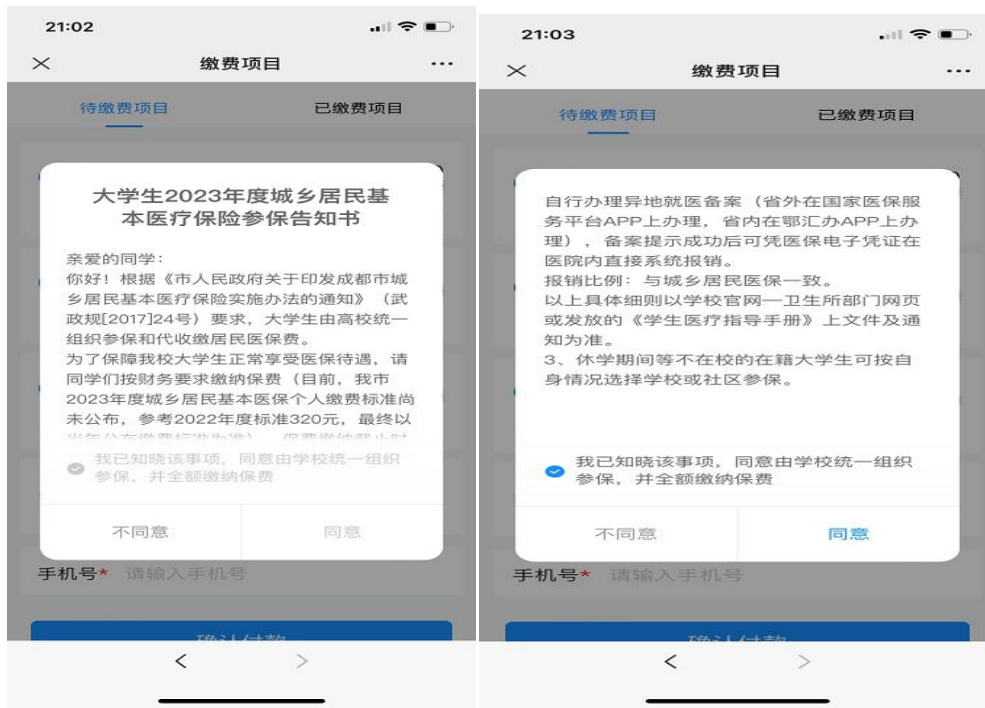 21:02
缴费项目
待缴费项目
已缴费项目
大学生2023年度城乡居民基
本医疗保险参保告知书
亲爱的同学：
你好！根据《市人民政府关于印发成都市城
乡居民基本医疗保险实施办法的通知》（武
政规[2017]24号）要求，大学生由高校统一
组织参保和代收缴居民医保费。
为了保障我校大学生正常享受医保待遇，请
同学们按财务要求缴纳保费（目前，我市
2023年度城乡居民基本医保个人缴费标准尚
未公布，参考2022年度标准320元，最终以
我已知晓该事项，同意由学校统一组织
参保，并全额缴纳保费
不同意
同意
手机号* 请输入手机号
确认付款
21:03
缴费项目
待缴费项目
已缴费项目
自行办理异地就医备案（省外在国家医保服
务平台APP上办理，省内在鄂汇办APP上办
理），备案提示成功后可凭医保电子凭证在
医院内直接系统报销。
报销比例：与城乡居民医保一致。
以上具体细则以学校官网—卫生所部门网页
或发放的《学生医疗指导手册》上文件及通
知为准。
3、休学期间等不在校的在籍大学生可按自
身情况选择学校或社区参保。
我已知晓该事项，同意由学校统一组织
参保，并全额缴纳保费
不同意
同意
手机号* 请输入手机号
确认付款